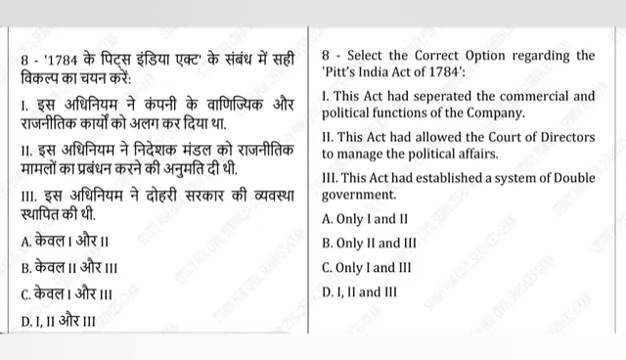 8 - '1784 के पिट्स इंडिया एक्ट' के संबंध में सही
विकल्प का चयन करें:
I. इस अधिनियम ने कंपनी के वाणिज्यिक और
राजनीतिक कार्यों को अलग कर दिया था.
II. इस अधिनियम ने निदेशक मंडल को राजनीतिक
मामलों का प्रबंधन करने की अनुमति दी थी.
III. इस अधिनियम ने दोहरी सरकार की व्यवस्था
स्थापित की थी.
A. केवल I और II
B. केवल II और III
C. केवल I और III
D. I, II और III
8 - Select the Correct Option regarding the
'Pitt's India Act of 1784':
I. This Act had seperated the commercial and
political functions of the Company.
II. This Act had allowed the Court of Directors
to manage the political affairs.
III. This Act had established a system of Double
government.
A. Only I and II
B. Only II and III
C. Only I and III
D. I, II and III